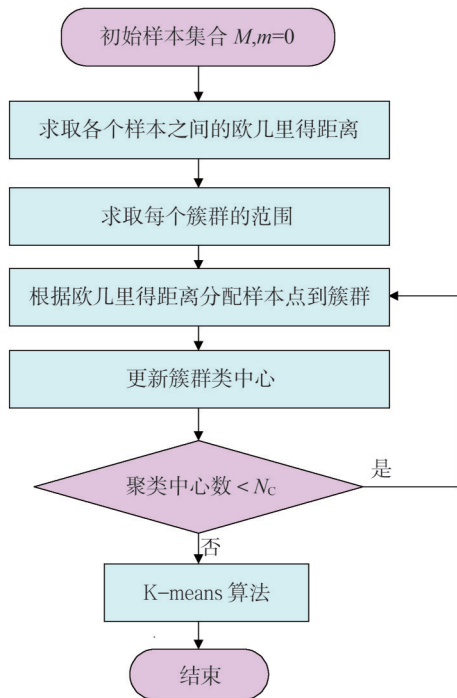 初始样本集合 M,m=0
求取各个样本之间的欧几里得距离
求取每个簇群的范围
根据欧几里得距离分配样本点到簇群
更新簇群类中心
聚类中心数＜N_C
是
否
K-means 算法
结束